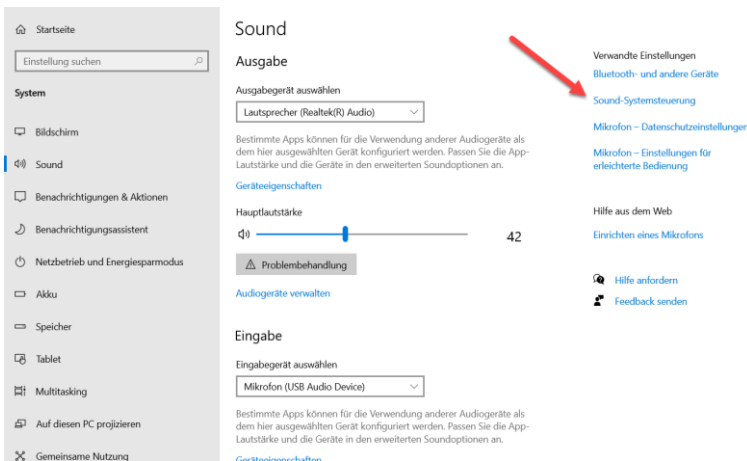 Startseite
Einstellung suchen
System
Bildschirm
Sound
Benachrichtigungen & Aktionen
Benachrichtigungsassistent
Netzbetrieb und Energiesparmodus
Akku
Speicher
Tablet
Multitasking
Auf diesen PC projizieren
Gemeinsame Nutzung
Sound
Ausgabe
Ausgabegerät auswählen
Lautsprecher (Realtek(R) Audio)
Bestimmte Apps können für die Verwendung anderer Audiogeräte als
dem hier ausgewählten Gerät konfiguriert werden. Passen Sie die App-
Lautstärke und die Geräte in den erweiterten Soundoptionen an.
Geräteeigenschaften
Hauptlautstärke
42
Problembehandlung
Audiogeräte verwalten
Eingabe
Eingabegerät auswählen
Mikrofon (USB Audio Device)
Bestimmte Apps können für die Verwendung anderer Audiogeräte als
dem hier ausgewählten Gerät konfiguriert werden. Passen Sie die App-
Lautstärke und die Geräte in den erweiterten Soundoptionen an.
Geräteeigenschaften
Verwandte Einstellungen
Bluetooth- und andere Geräte
Sound-Systemsteuerung
Mikrofon – Datenschutzeinstellungen
Mikrofon – Einstellungen für
erleichterte Bedienung
Hilfe aus dem Web
Einrichten eines Mikrofons
Hilfe anfordern
Feedback senden